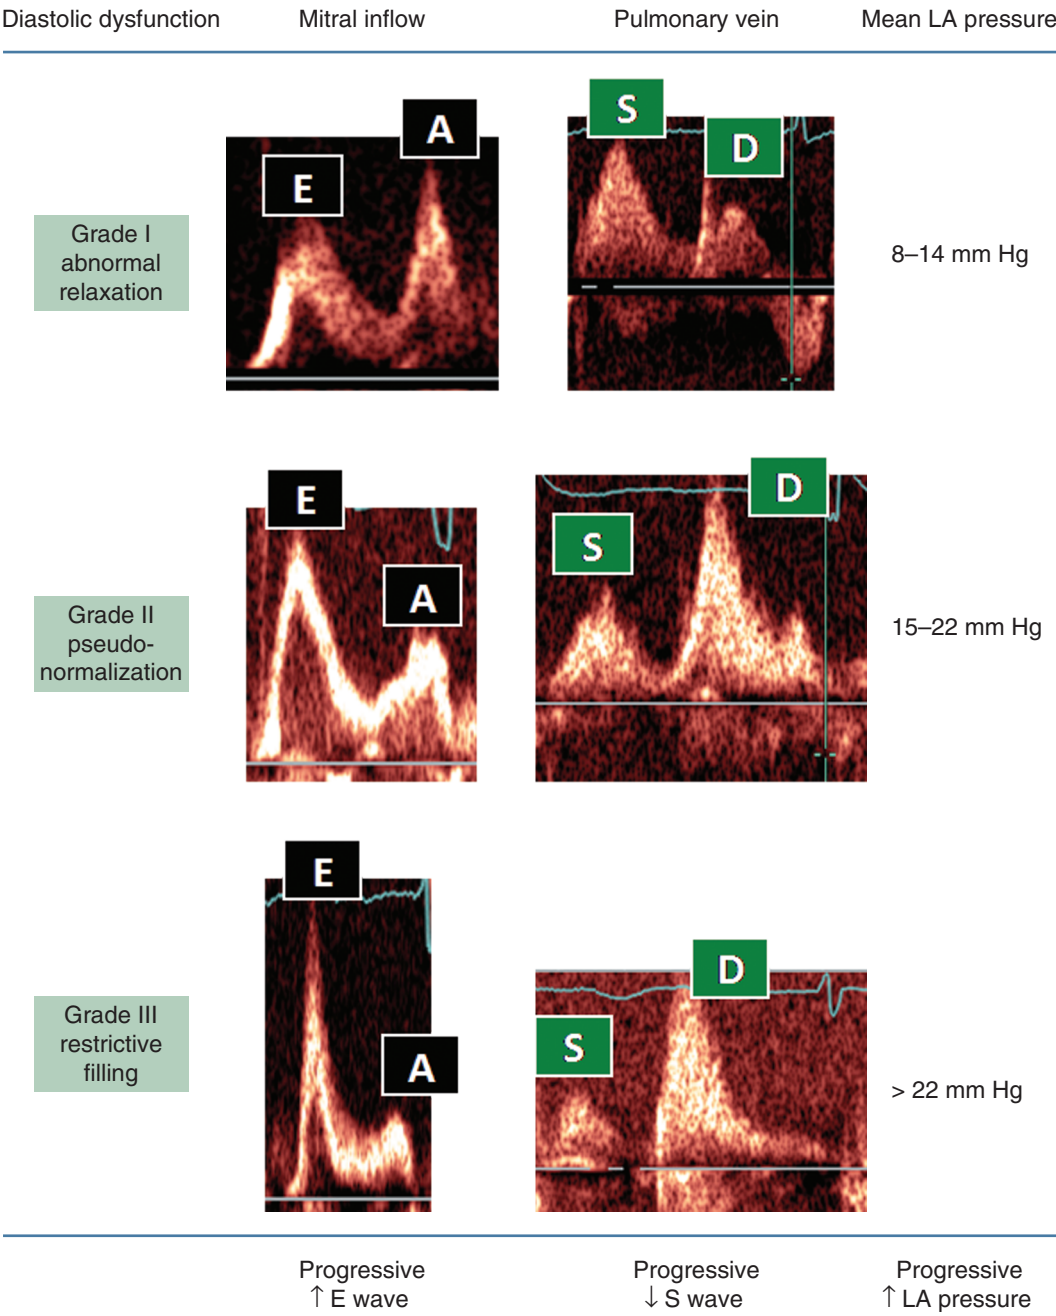 Diastolic dysfunction Mitral inflow Pulmonary vein Mean LA pressure
S
A
D
E
Grade I
abnormal
relaxation
8–14 mm Hg
E
D
S
A
Grade II
pseudo-
normalization
15–22 mm Hg
E
D
S
A
Grade III
restrictive
filling
> 22 mm Hg
Progressive
↑ E wave
Progressive
↓ S wave
Progressive
↑ LA pressure